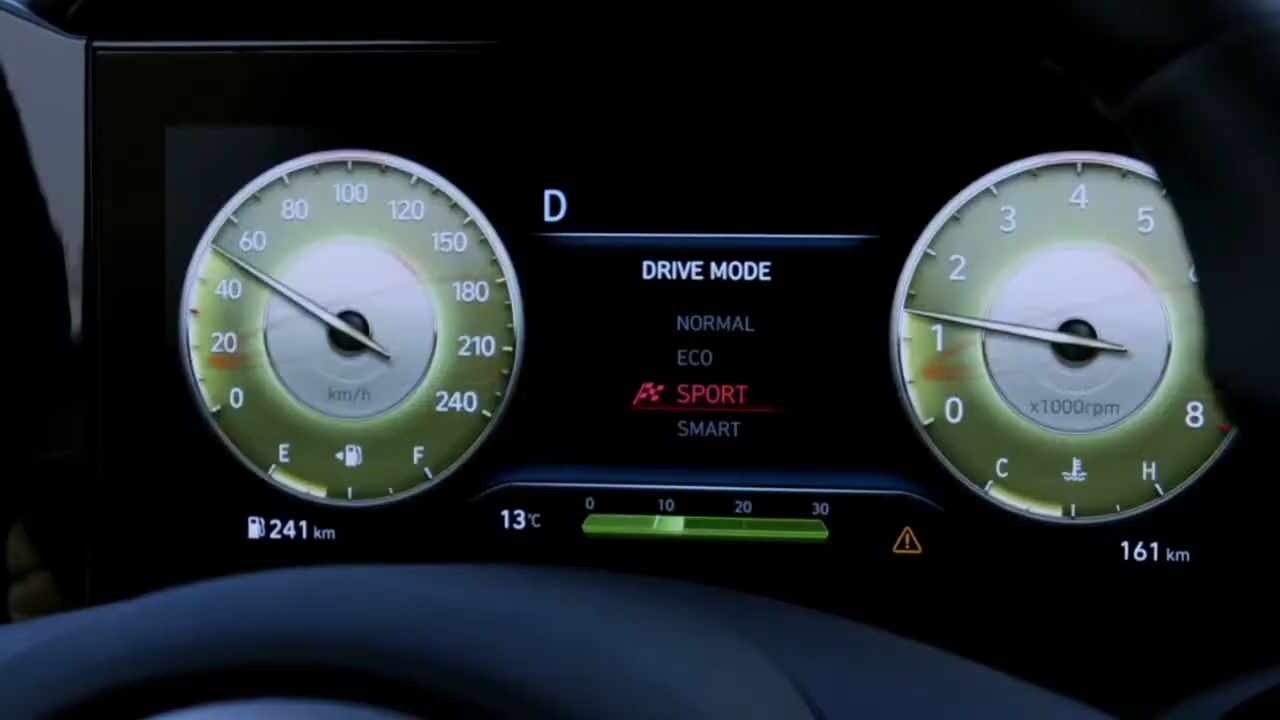 100
80
120
60
150
40
180
20
210
0
240
km/h
E
F
241 km
D
DRIVE MODE
NORMAL
ECO
SPORT
SMART
13°C
0 10 20 30
4
3
5
2
1
0
8
x1000rpm
C
H
161 km